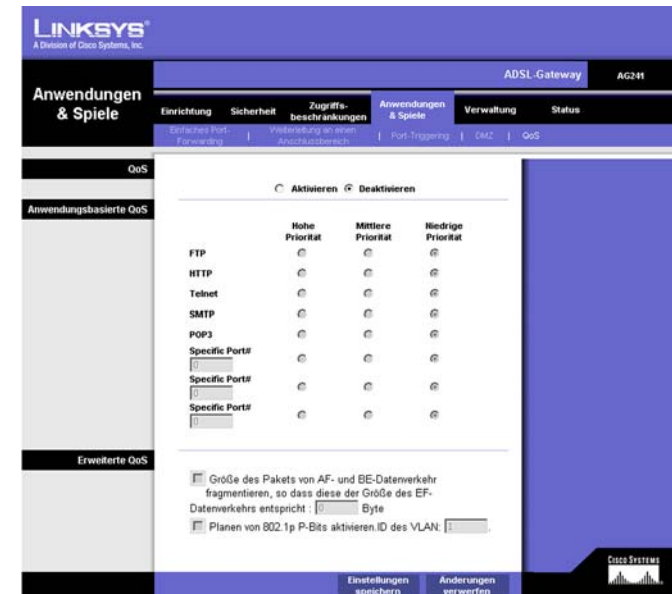 LINKSYS®
A Division of Cisco Systems, Inc.
ADSL-Gateway
AG241
Anwendungen
& Spiele
Einrichtung
Sicherheit
Zugriffs-
beschränkungen
Anwendungen
& Spiele
Verwaltung
Status
Einfaches Port-
Forwarding
|
Weiterleitung an einen
Anschlussbereich
| Port-Triggering | DMZ | QoS
QoS
Aktivieren Deaktivieren
Anwendungsbasierte QoS
Hohe
Priorität
Mittlere
Priorität
Niedrige
Priorität
FTP
HTTP
Telnet
SMTP
POP3
Specific Port#
0
Specific Port#
0
Specific Port#
0
Erweiterte QoS
Größe des Pakets von AF- und BE-Datenverkehr
fragmentieren, so dass diese der Größe des EF-
Datenverkehrs entspricht : 0 Byte
Planen von 802.1p P-Bits aktivieren.ID des VLAN: 1 .
Einstellungen
speichern
Änderungen
verwerfen
CISCO SYSTEMS